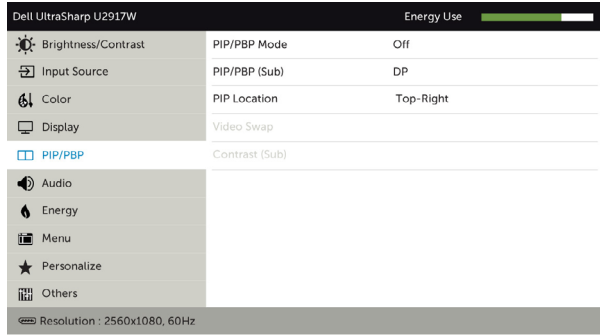 Dell UltraSharp U2917W Energy Use
Brightness/Contrast PIP/PBP Mode Off
Input Source PIP/PBP (Sub) DP
Color PIP Location Top-Right
Display Video Swap
PIP/PBP Contrast (Sub)
Audio
Energy
Menu
Personalize
Others
Resolution : 2560x1080, 60Hz